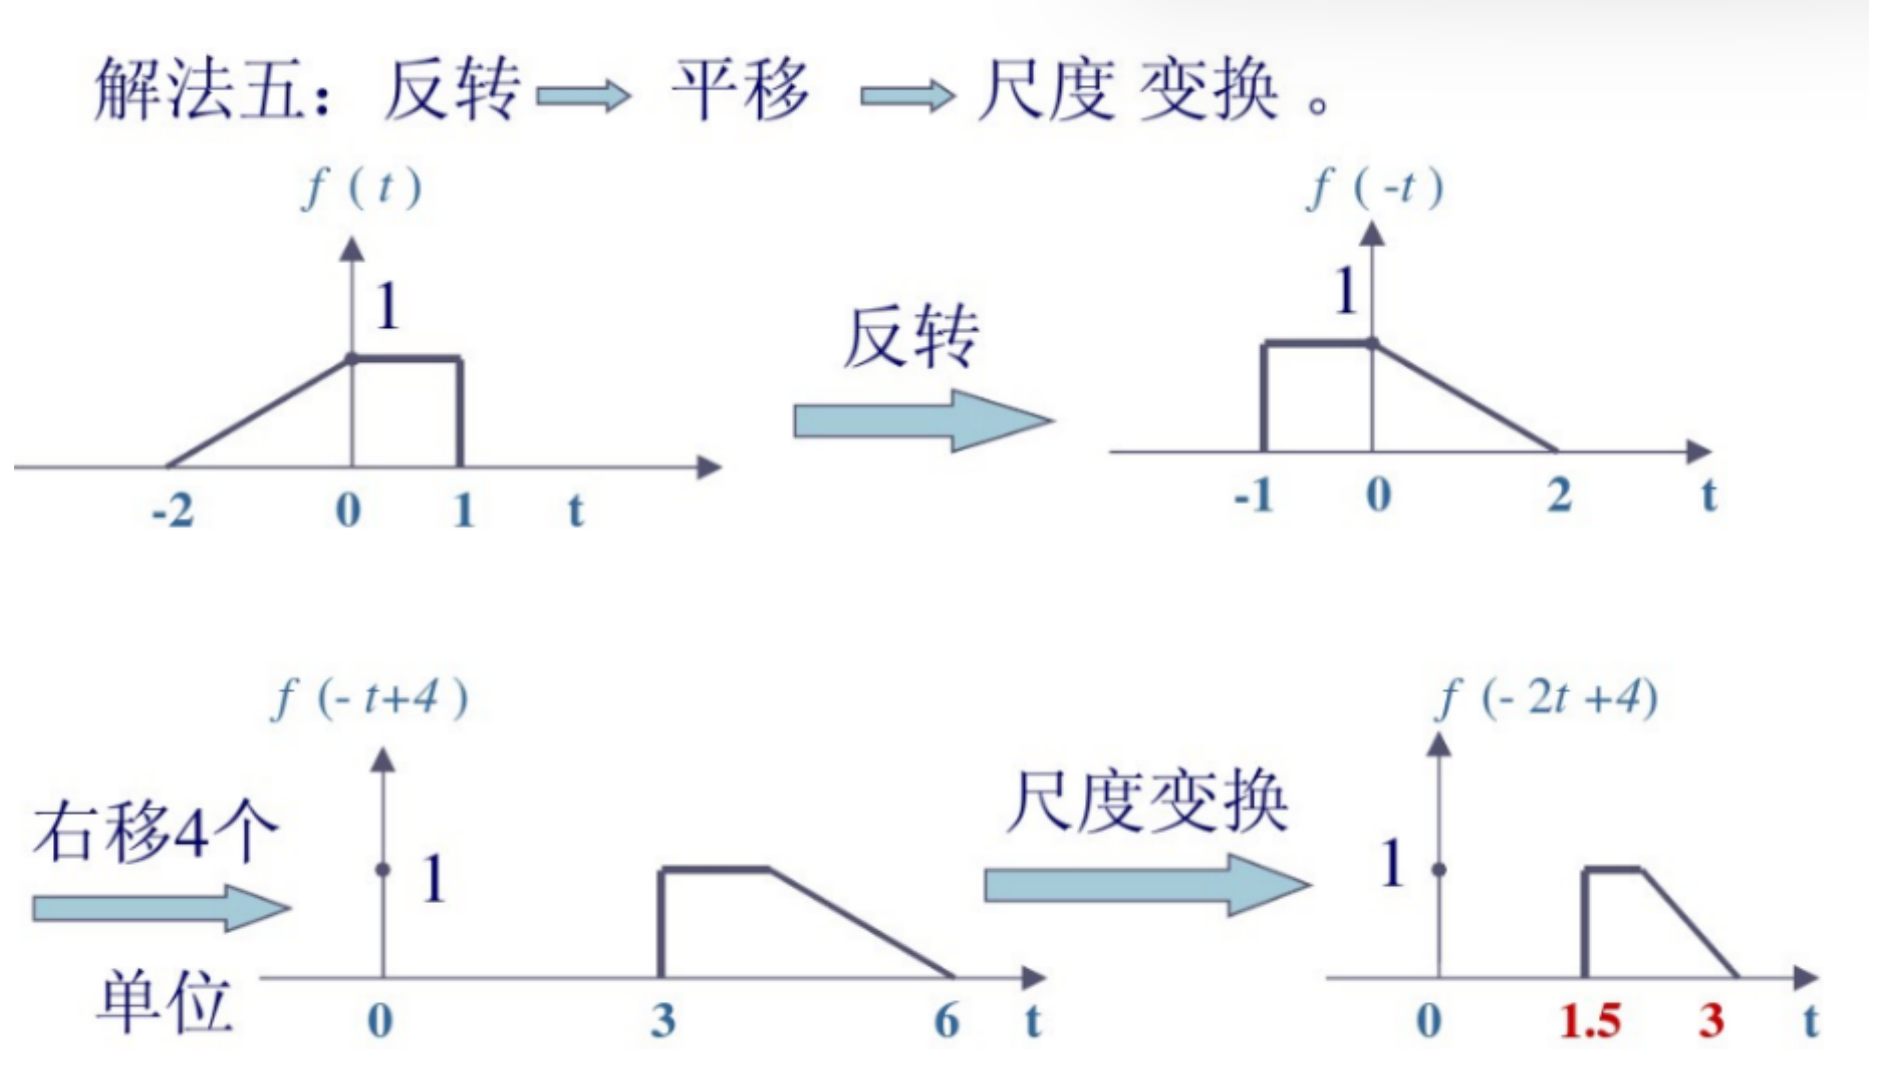 解法五：反转 平移 尺度 变换 。
f ( t )
f ( -t )
1
1
反转
-2 0 1 t
-1 0 2 t
f (- t+4 )
f (- 2t +4)
右移4个
尺度变换
1
1
单位
0 3 6 t
0 1.5 3 t